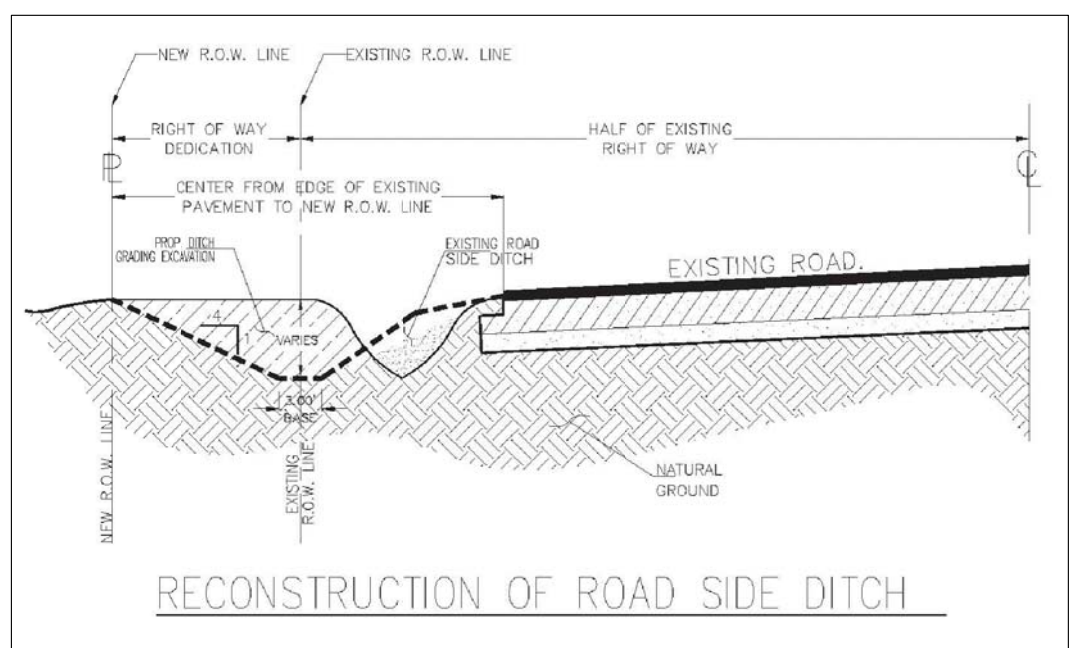 NEW R.O.W. LINE
EXISTING R.O.W. LINE
RIGHT OF WAY
DEDICATION
HALF OF EXISTING
RIGHT OF WAY
PL
CL
CENTER FROM EDGE OF EXISTING
PAVEMENT TO NEW R.O.W. LINE
PROP. DITCH
GRADING EXCAVATION
EXISTING ROAD
SIDE DITCH
EXISTING ROAD.
4
1
VARIES
3.00'
BASE
NEW R.O.W. LINE
EXISTING
R.O.W. LINE
NATURAL
GROUND
RECONSTRUCTION OF ROAD SIDE DITCH